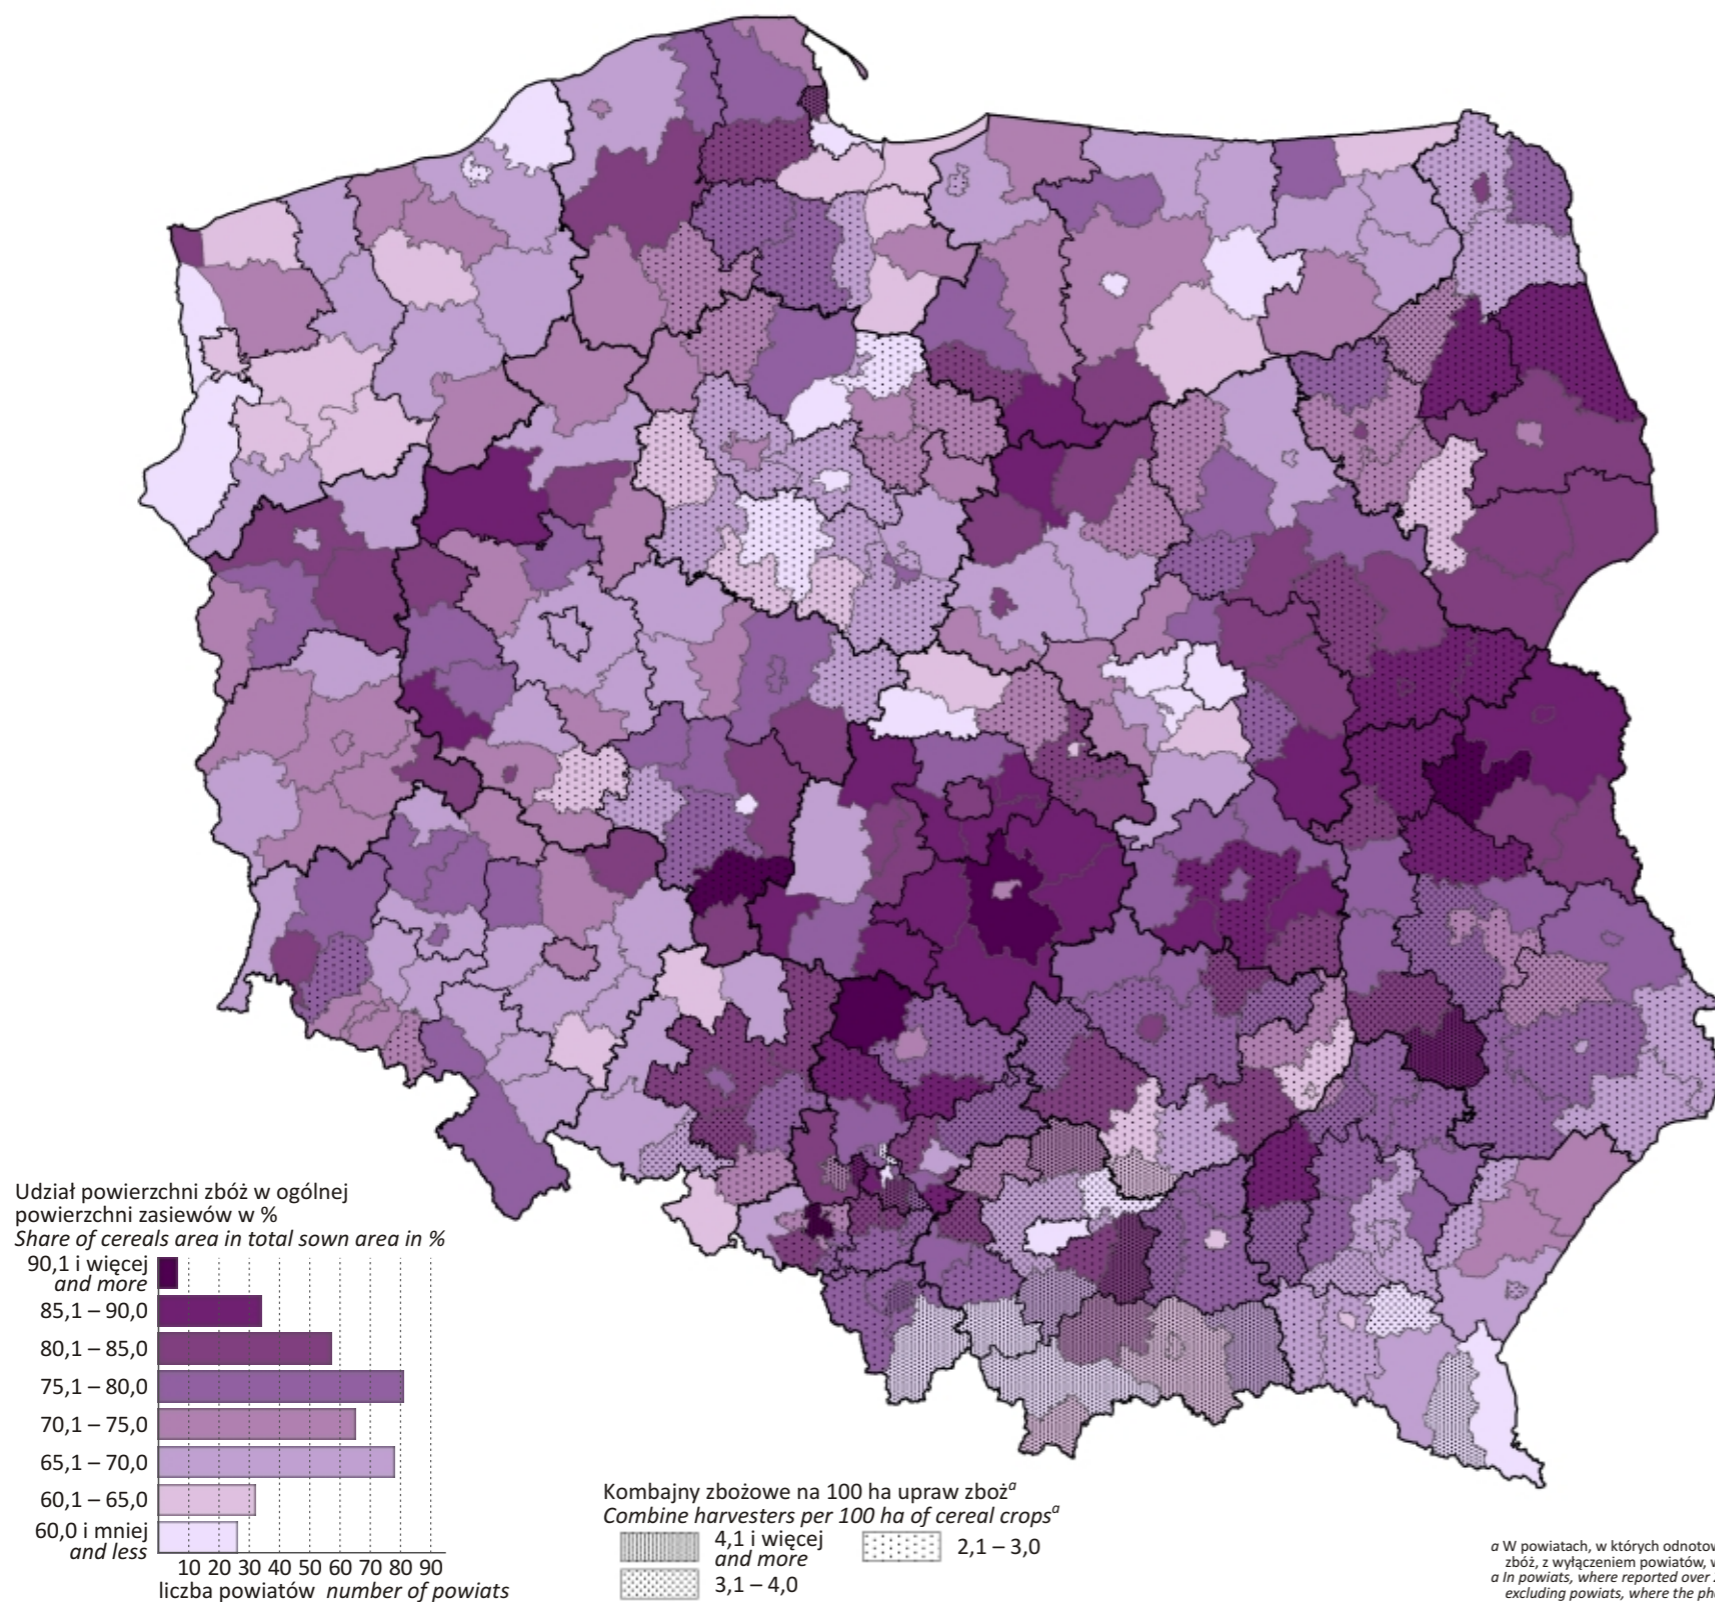 Udział powierzchni zbóż w ogólnej
powierzchni zasiewów w %
Share of cereals area in total sown area in %
90,1 i więcej
and more
85,1 – 90,0
80,1 – 85,0
75,1 – 80,0
70,1 – 75,0
65,1 – 70,0
60,1 – 65,0
60,0 i mniej
and less
10 20 30 40 50 60 70 80 90
liczba powiatów number of powiats
Kombajny zbożowe na 100 ha upraw zbóż a
Combine harvesters per 100 ha of cereal crops a
4,1 i więcej
and more
2,1 – 3,0
3,1 – 4,0
a W powiatach, w których odnotow
zbóż, z wyłączeniem powiatów, w
a In powiats, where reported over
excluding powiats, where the phe